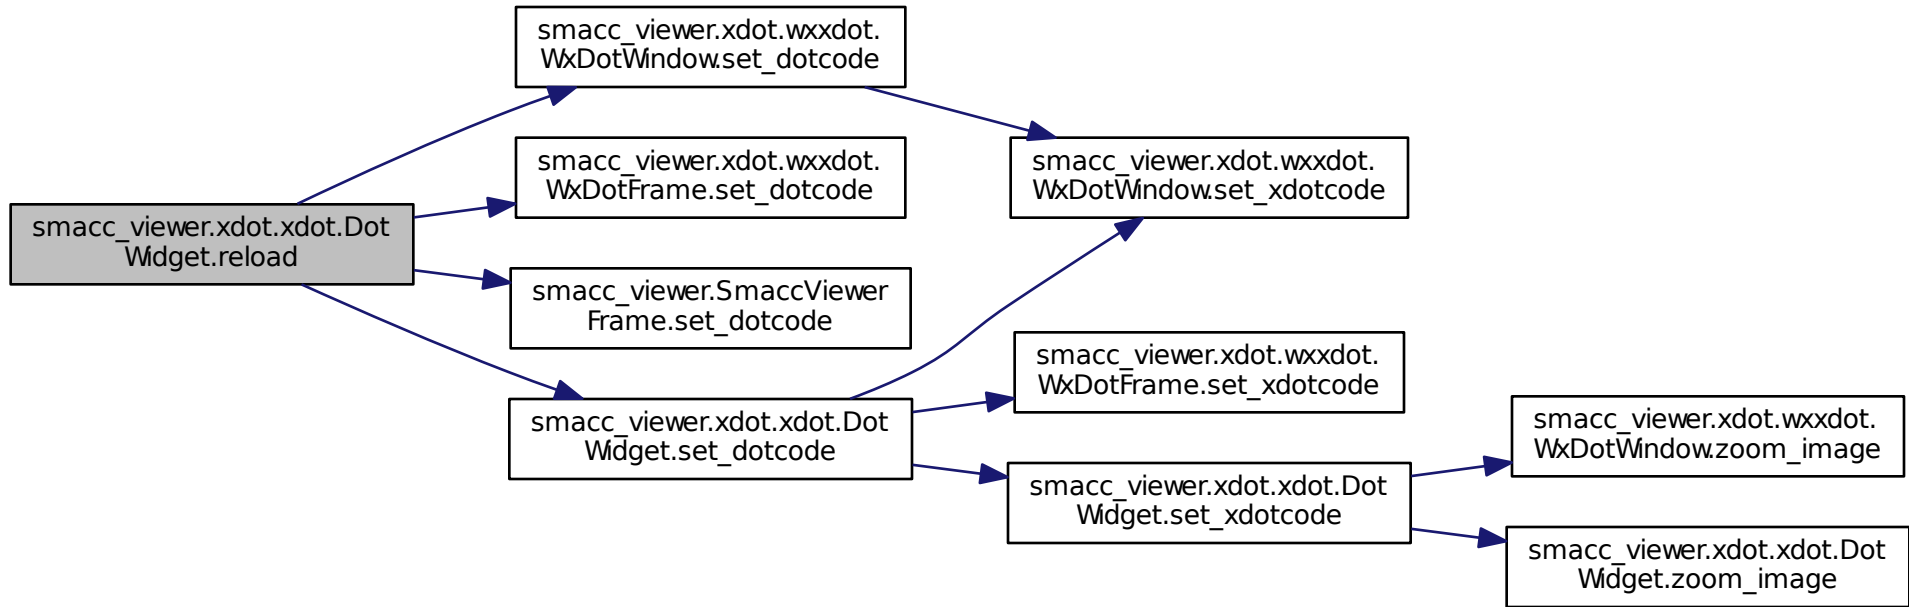 smacc_viewer.xdot.xdot.Dot
Widget.reload
smacc_viewer.xdot.wxxdot.
WxDotWindow.set_dotcode
smacc_viewer.xdot.wxxdot.
WxDotFrame.set_dotcode
smacc_viewer.SmaccViewer
Frame.set_dotcode
smacc_viewer.xdot.xdot.Dot
Widget.set_dotcode
smacc_viewer.xdot.wxxdot.
WxDotWindow.set_xdotcode
smacc_viewer.xdot.wxxdot.
WxDotFrame.set_xdotcode
smacc_viewer.xdot.xdot.Dot
Widget.set_xdotcode
smacc_viewer.xdot.wxxdot.
WxDotWindow.zoom_image
smacc_viewer.xdot.xdot.Dot
Widget.zoom_image